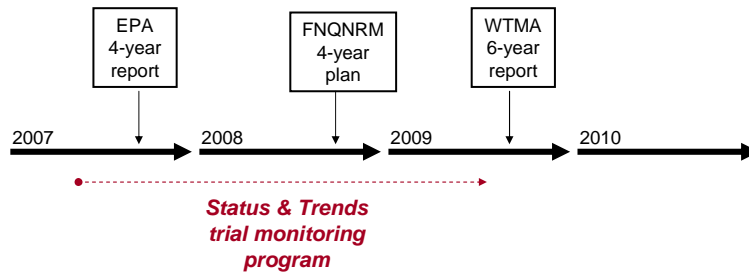 EPA
4-year
report
FNQNRM
4-year
plan
WTMA
6-year
report
2007
2008
2009
2010
Status & Trends
trial monitoring
program